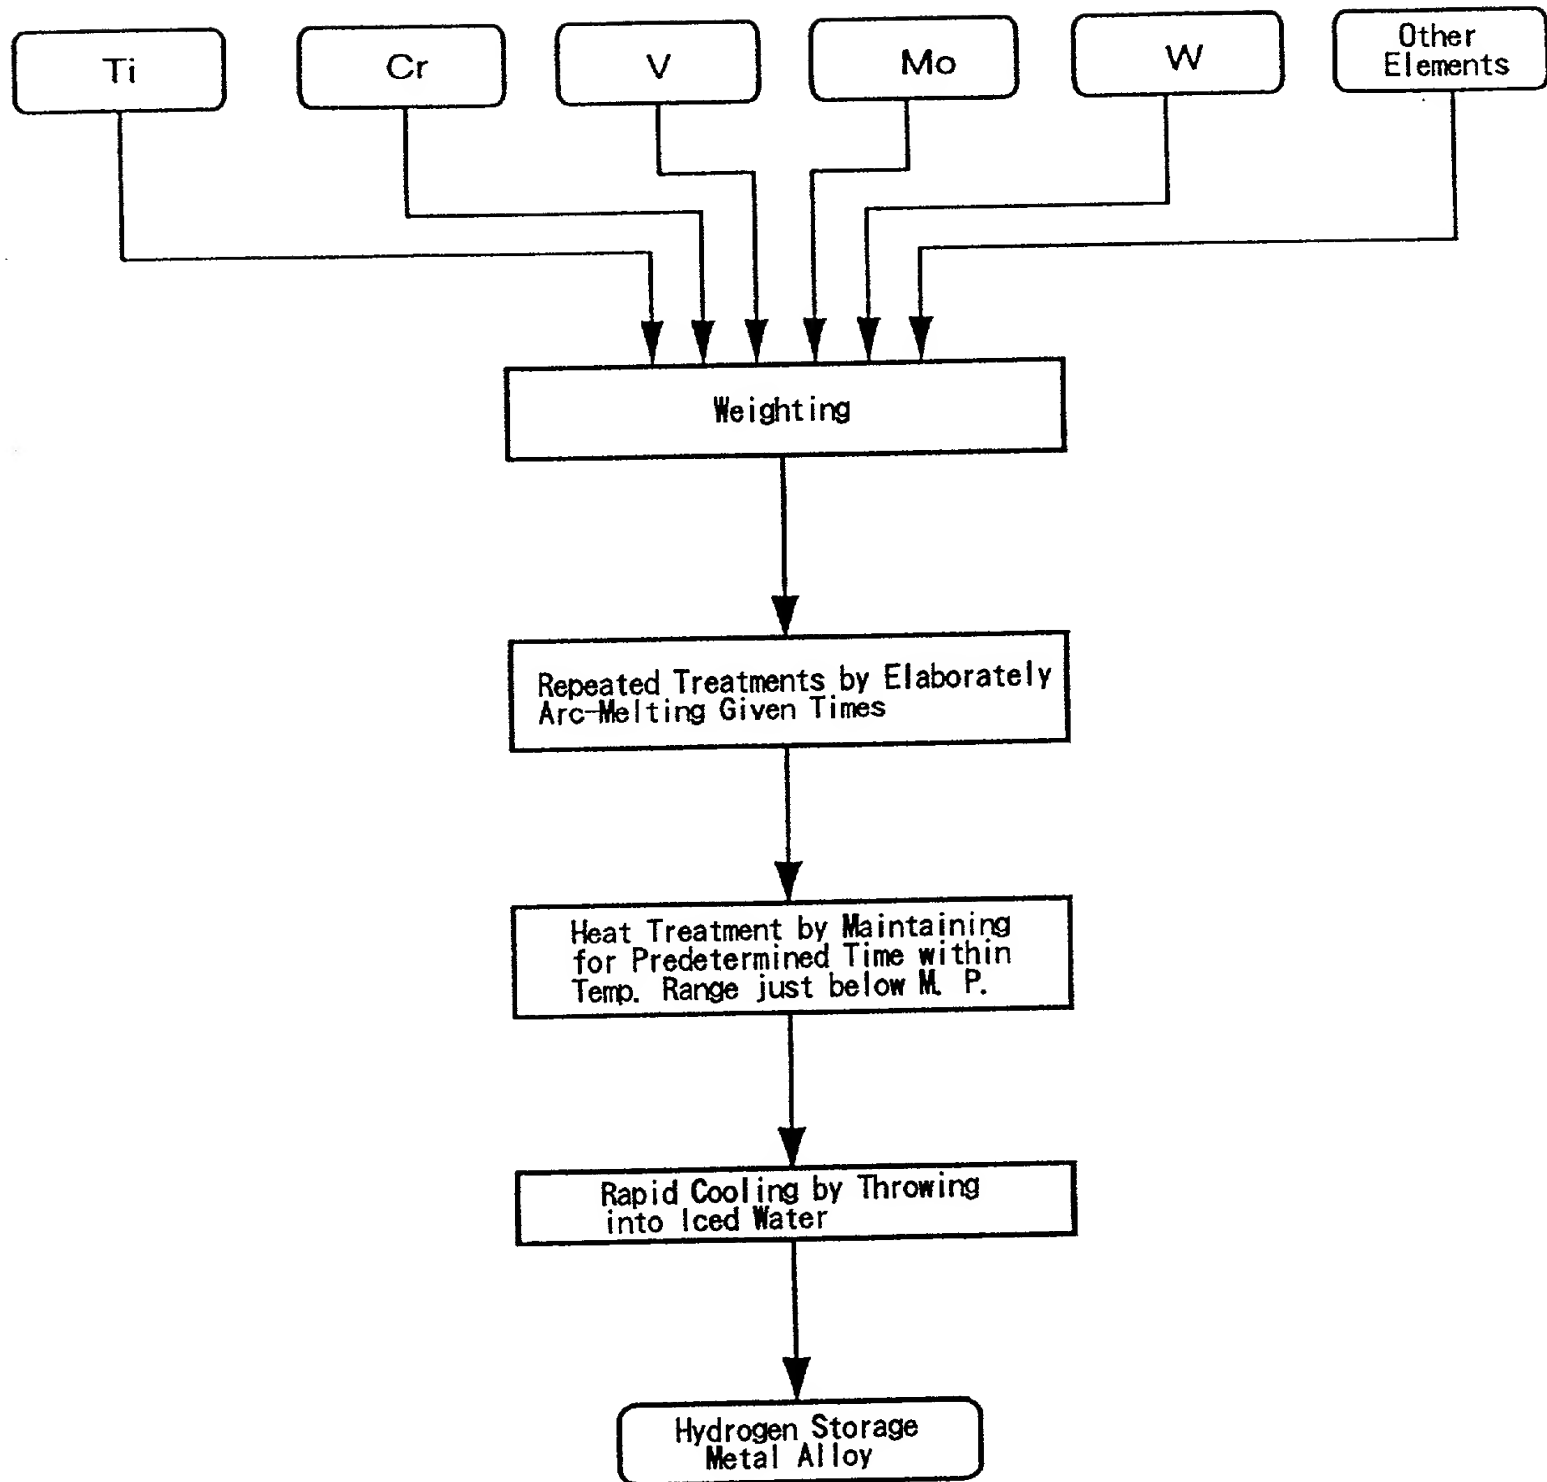 Ti
Cr
V
Mo
W
Other
Elements
Weighting
Repeated Treatments by Elaborately
Arc-Melting Given Times
Heat Treatment by Maintaining
for Predetermined Time within
Temp. Range just below M. P.
Rapid Cooling by Throwing
into Iced Water
Hydrogen Storage
Metal Alloy